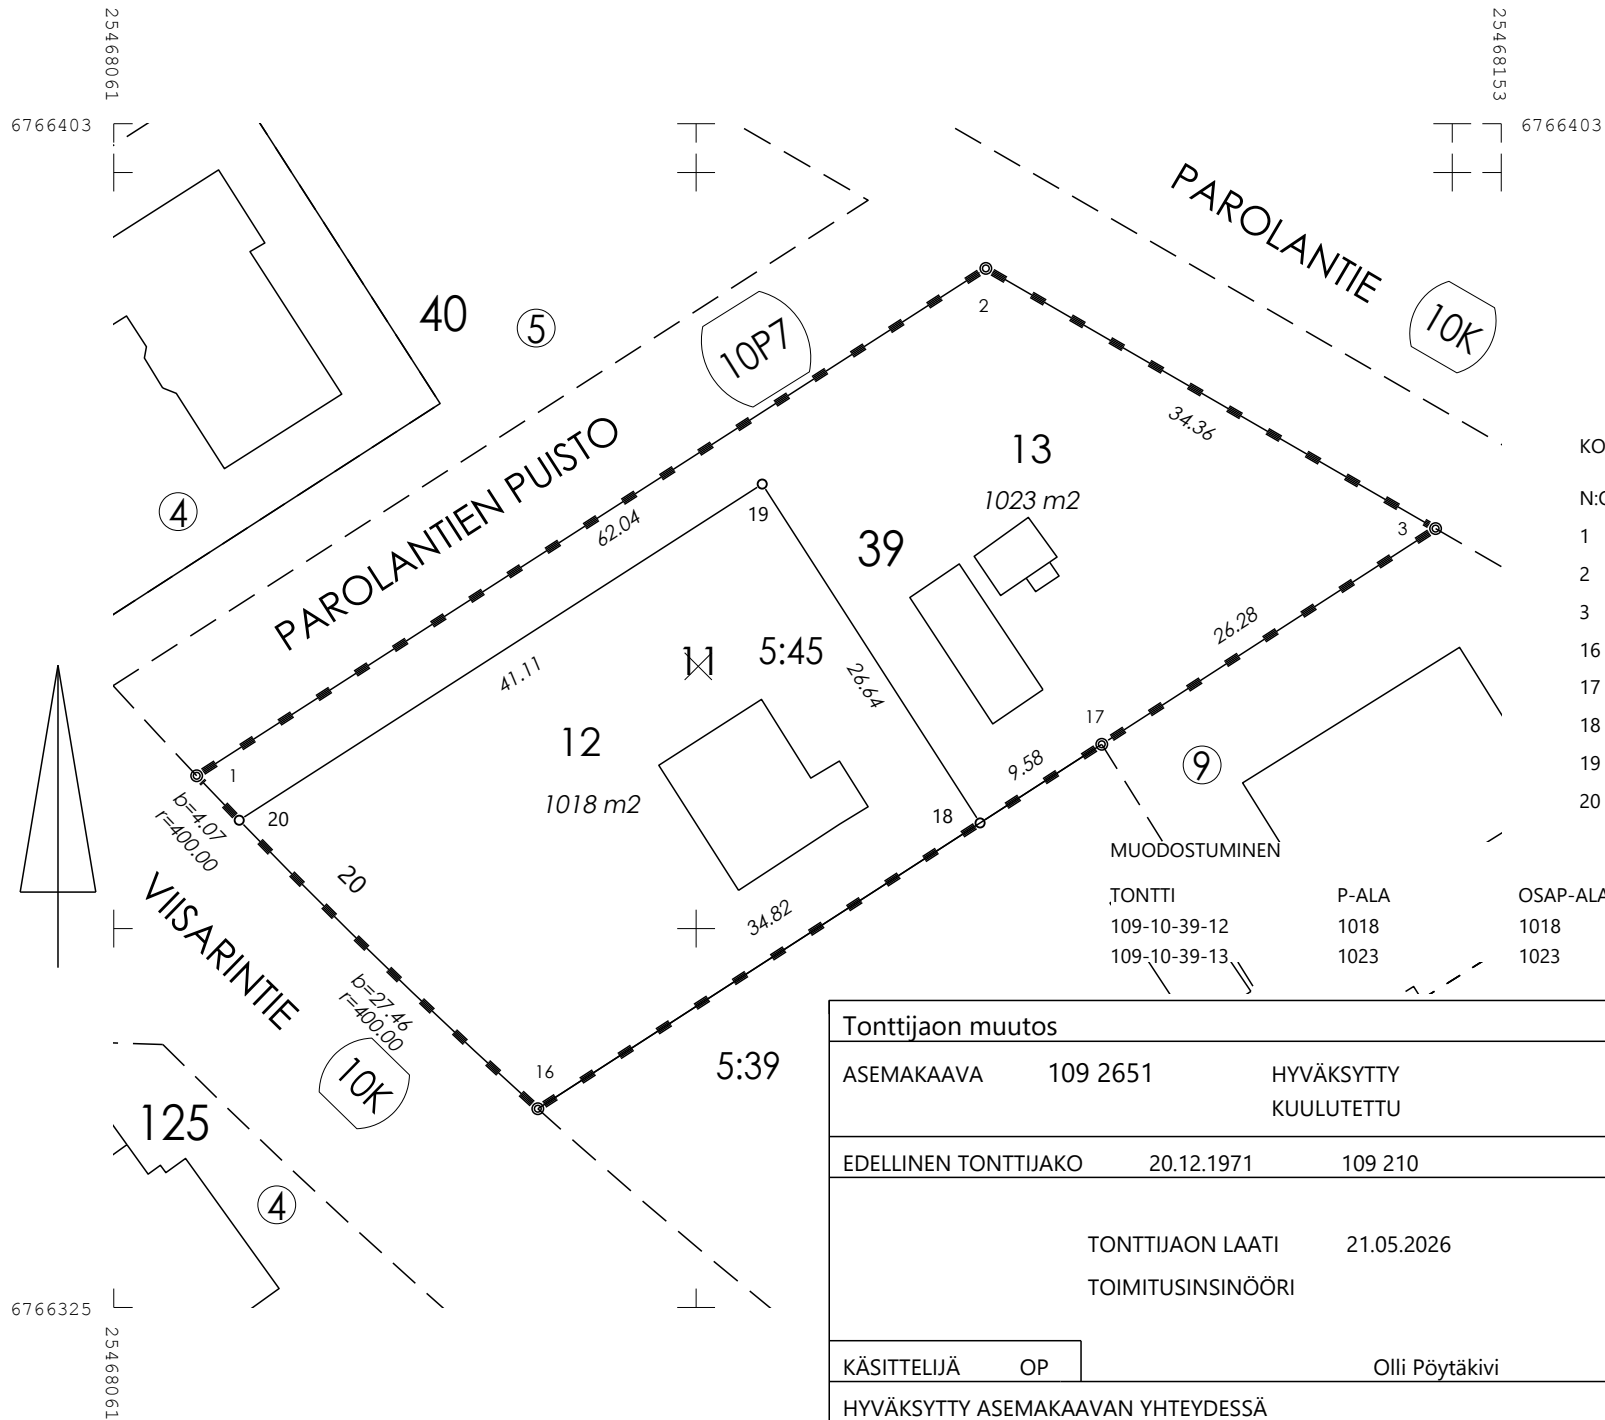 25468061
25468153
6766403
6766403
PAROLANTIE
10K
40
5
10P7
2
34.36
13
1023 m2
PAROLANTIEN PUISTO
62.04
4
19
39
3
26.28
11
5:45
41.11
26.64
12
1018 m2
17
9.58
9
18
1
20
b=4.07
r=400.00
20
34.82
VIISARINTIE
b=27.46
r=400.00
10K
16
5:39
125
4
N:O
1
2
3
16
17
18
19
20
MUODOSTUMINEN
TONTTI P-ALA OSAP-ALA
109-10-39-12 1018 1018
109-10-39-13 1023 1023
Tonttijaon muutos
ASEMAKAAVA 109 2651 HYVÄKSYTTY
KUULUTETTU
EDELLINEN TONTTIJAKO 20.12.1971 109 210
TONTTIJAON LAATI 21.05.2026
TOIMITUSINSINÖÖRI
KÄSITTELIJÄ OP Olli Pöytäkivi
HYVÄKSYTTY ASEMAKAAVAN YHTEYDESSÄ
6766325
25468061